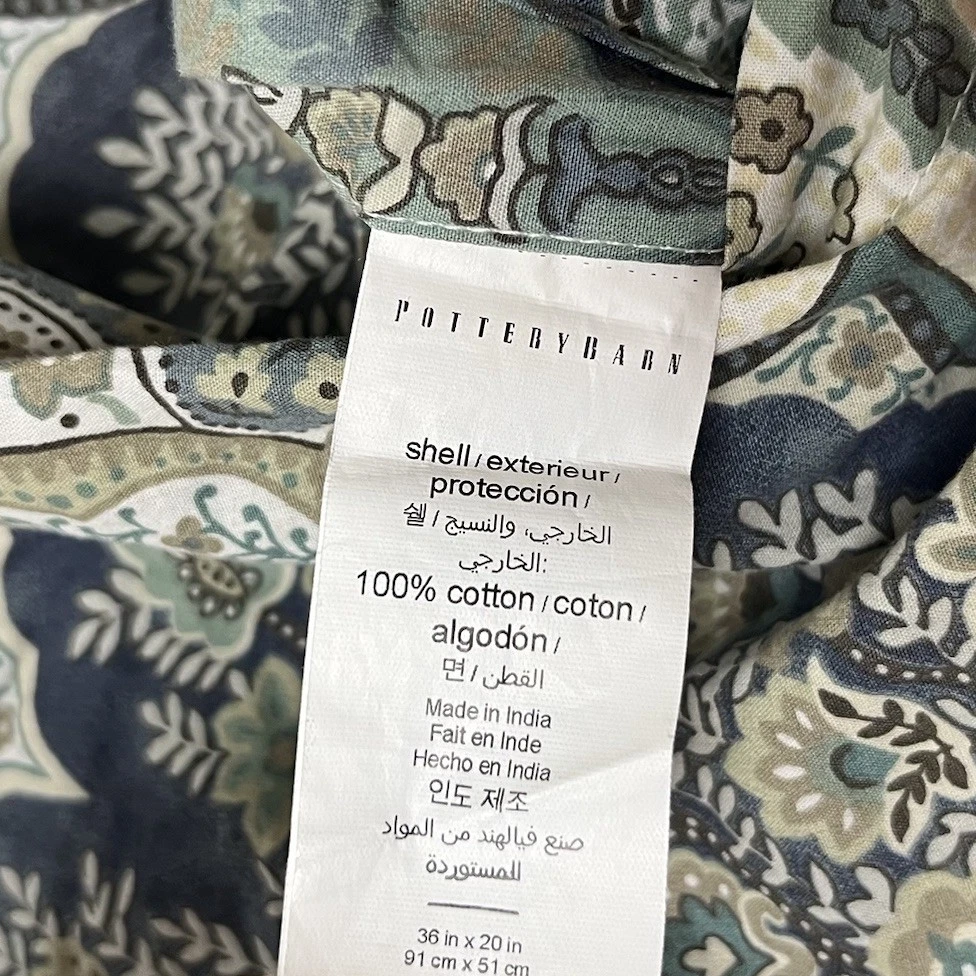 POTTERYBARN
shell / exterieur /
protección /
쉘 / الخارجي، والنسيج
الخارجي:
100% cotton / coton /
algodón /
면 / القطن
Made in India
Fait en Inde
Hecho en India
인도 제조
صنع فيالهند من المواد
المستوردة
36 in x 20 in
91 cm x 51 cm